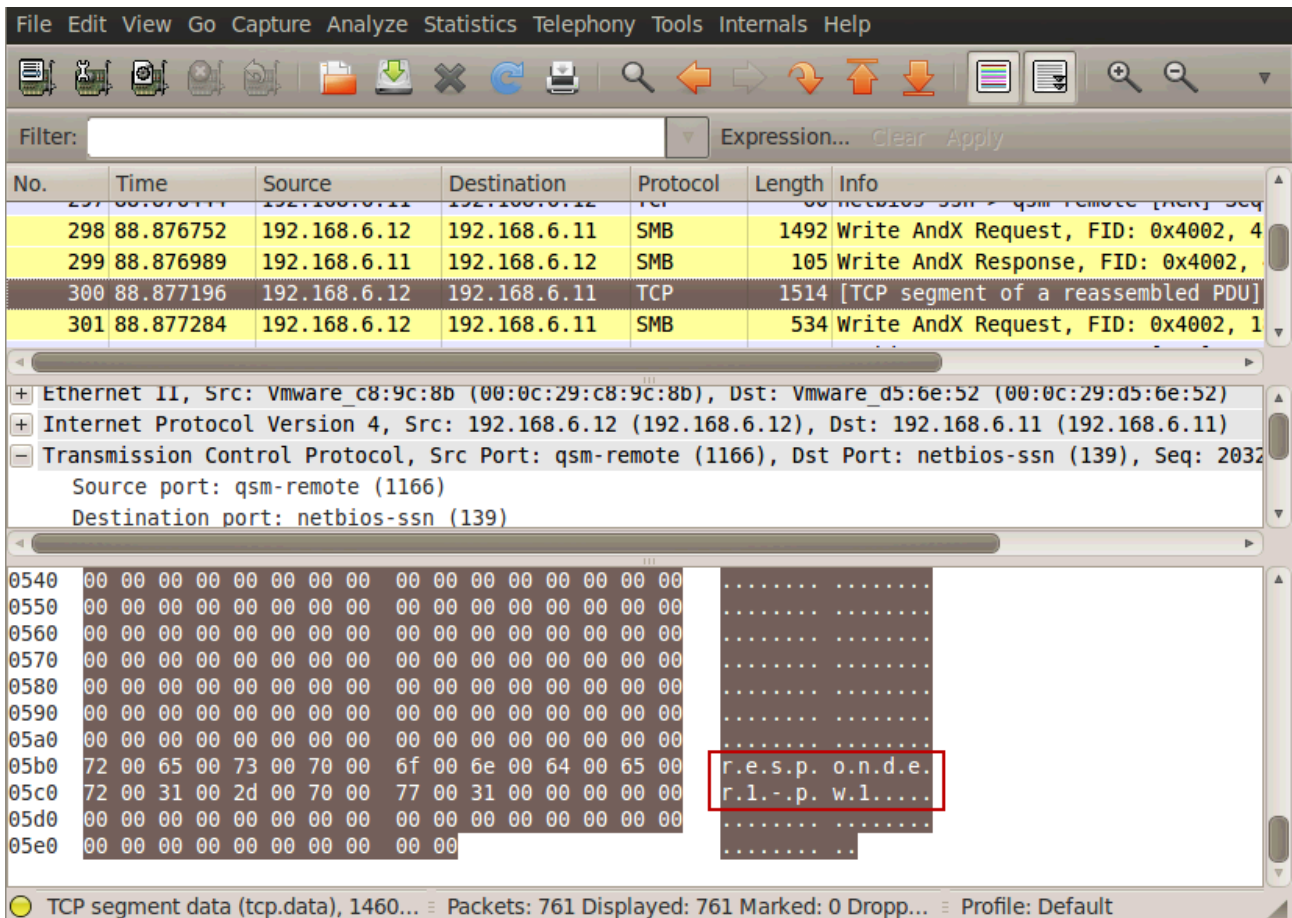 File Edit View Go Capture Analyze Statistics Telephony Tools Internals Help
Filter: Expression... Clear Apply
No. Time Source Destination Protocol Length Info
298 88.876752 192.168.6.12 192.168.6.11 SMB 1492 Write AndX Request, FID: 0x4002, 4
299 88.876989 192.168.6.11 192.168.6.12 SMB 105 Write AndX Response, FID: 0x4002,
300 88.877196 192.168.6.12 192.168.6.11 TCP 1514 [TCP segment of a reassembled PDU]
301 88.877284 192.168.6.12 192.168.6.11 SMB 534 Write AndX Request, FID: 0x4002, 1
Ethernet II, Src: Vmware_c8:9c:8b (00:0c:29:c8:9c:8b), Dst: Vmware_d5:6e:52 (00:0c:29:d5:6e:52)
Internet Protocol Version 4, Src: 192.168.6.12 (192.168.6.12), Dst: 192.168.6.11 (192.168.6.11)
Transmission Control Protocol, Src Port: qsm-remote (1166), Dst Port: netbios-ssn (139), Seq: 2032
Source port: qsm-remote (1166)
Destination port: netbios-ssn (139)
0540 00 00 00 00 00 00 00 00 00 00 00 00 00 00 00 00 ........ ........
0550 00 00 00 00 00 00 00 00 00 00 00 00 00 00 00 00 ........ ........
0560 00 00 00 00 00 00 00 00 00 00 00 00 00 00 00 00 ........ ........
0570 00 00 00 00 00 00 00 00 00 00 00 00 00 00 00 00 ........ ........
0580 00 00 00 00 00 00 00 00 00 00 00 00 00 00 00 00 ........ ........
0590 00 00 00 00 00 00 00 00 00 00 00 00 00 00 00 00 ........ ........
05a0 00 00 00 00 00 00 00 00 00 00 00 00 00 00 00 00 ........ ........
05b0 72 00 65 00 73 00 70 00 6f 00 6e 00 64 00 65 00 r.e.s.p. o.n.d.e.
05c0 72 00 31 00 2d 00 70 00 77 00 31 00 00 00 00 00 r.1.-.p. w.1.....
05d0 00 00 00 00 00 00 00 00 00 00 00 00 00 00 00 00 ........ ........
05e0 00 00 00 00 00 00 00 00 00 00 ........ ..
TCP segment data (tcp.data), 1460... Packets: 761 Displayed: 761 Marked: 0 Dropp... Profile: Default